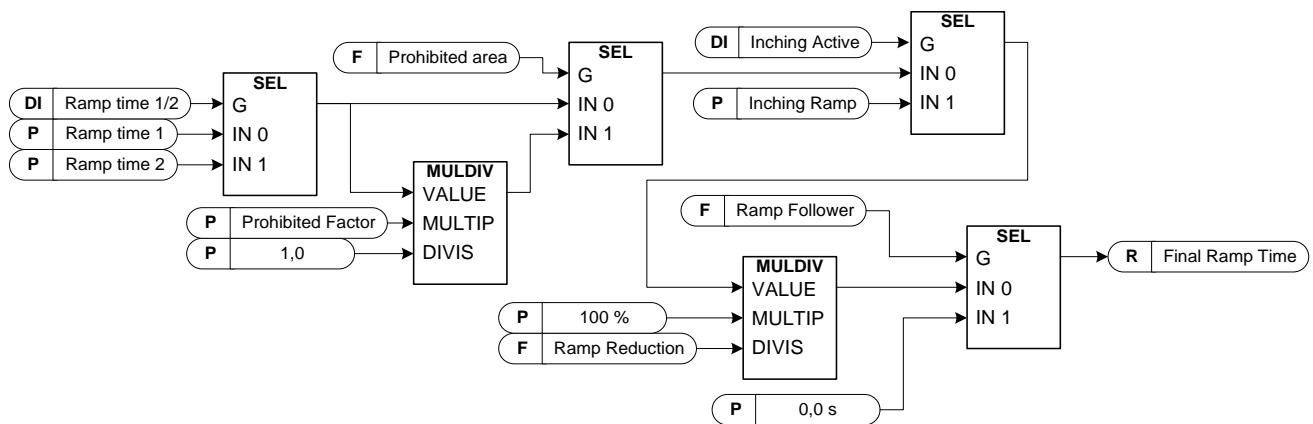 SEL
DI Inching Active
G
IN 0
P Inching Ramp
IN 1
SEL
F Prohibited area
G
IN 0
IN 1
SEL
DI Ramp time 1/2
G
P Ramp time 1
IN 0
P Ramp time 2
IN 1
MULDIV
VALUE
P Prohibited Factor
MULTIP
P 1,0
DIVIS
F Ramp Follower
SEL
G
R Final Ramp Time
IN 0
IN 1
MULDIV
VALUE
P 100 %
MULTIP
F Ramp Reduction
DIVIS
P 0,0 s